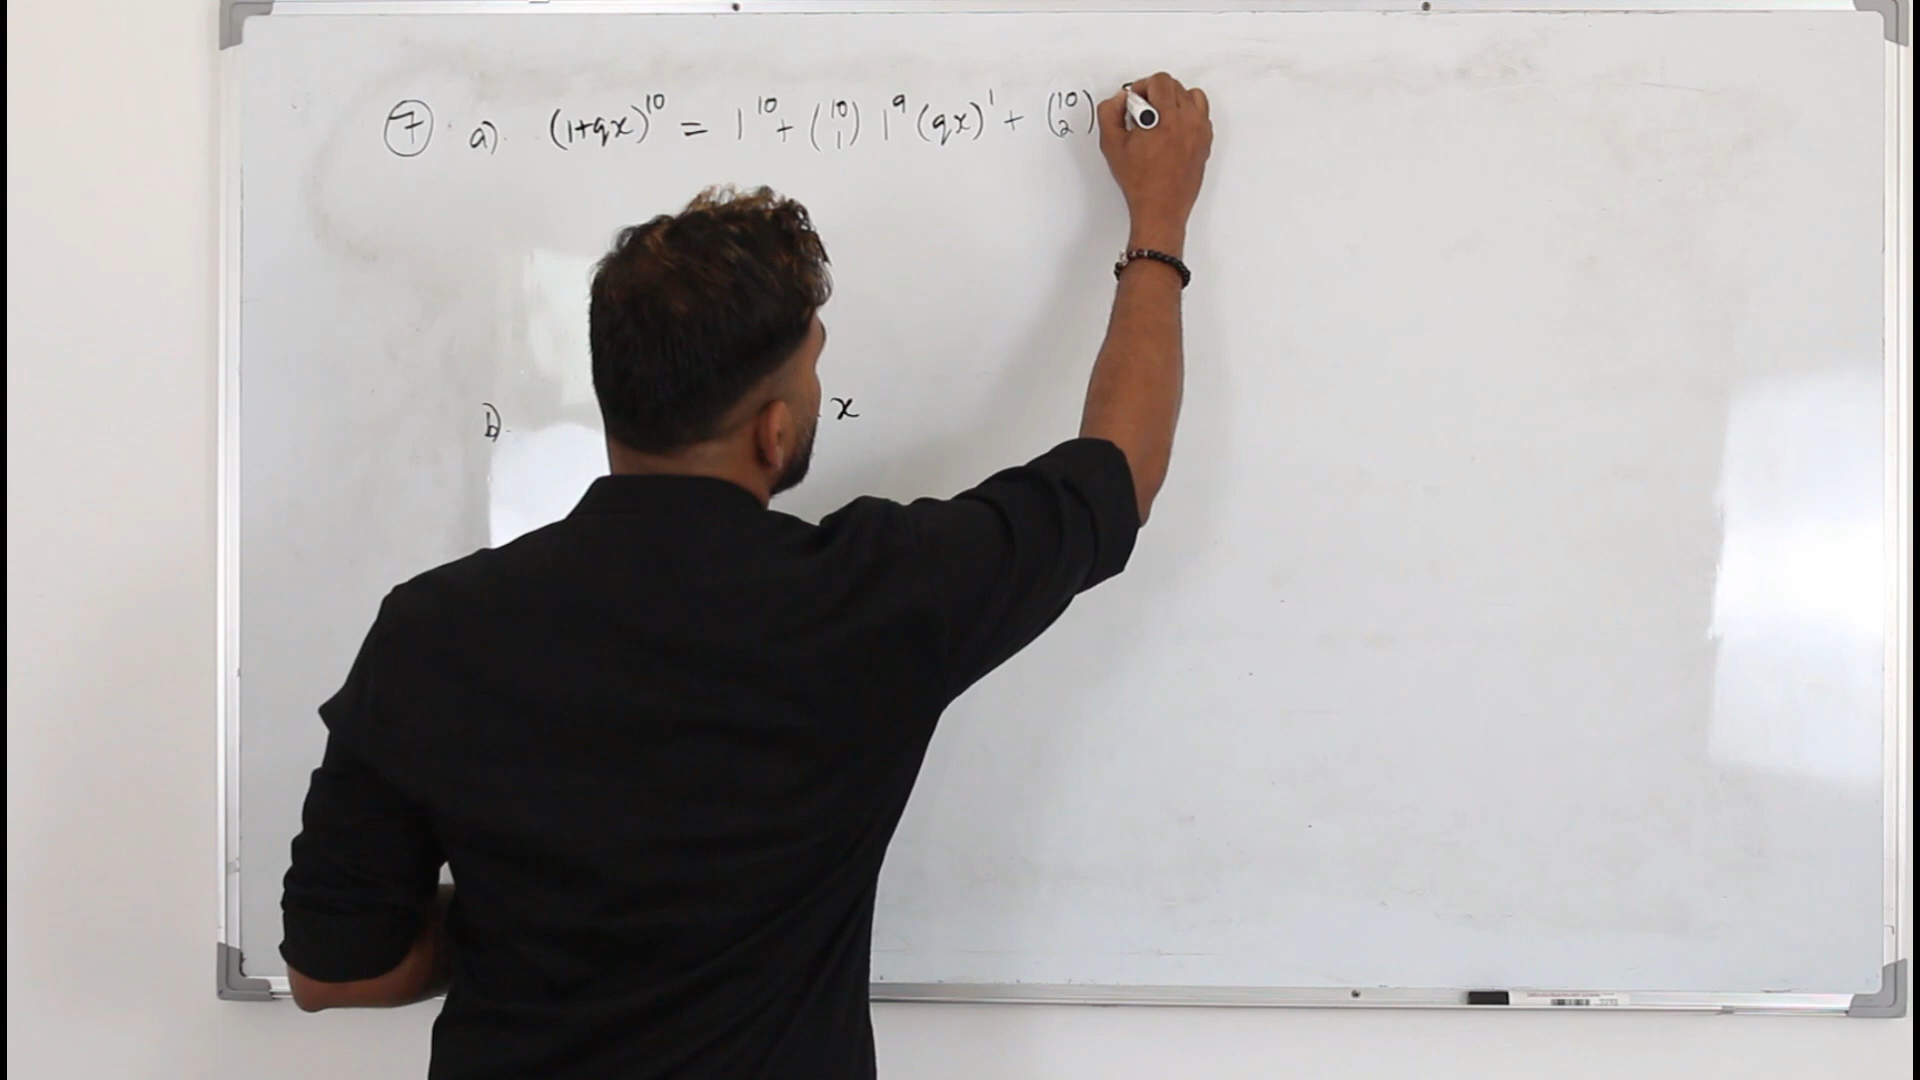 ⑦ a). (1+qx)^10 = 1^10 + (10 1) 1^9 (qx)^1 + (10 2)
b). x